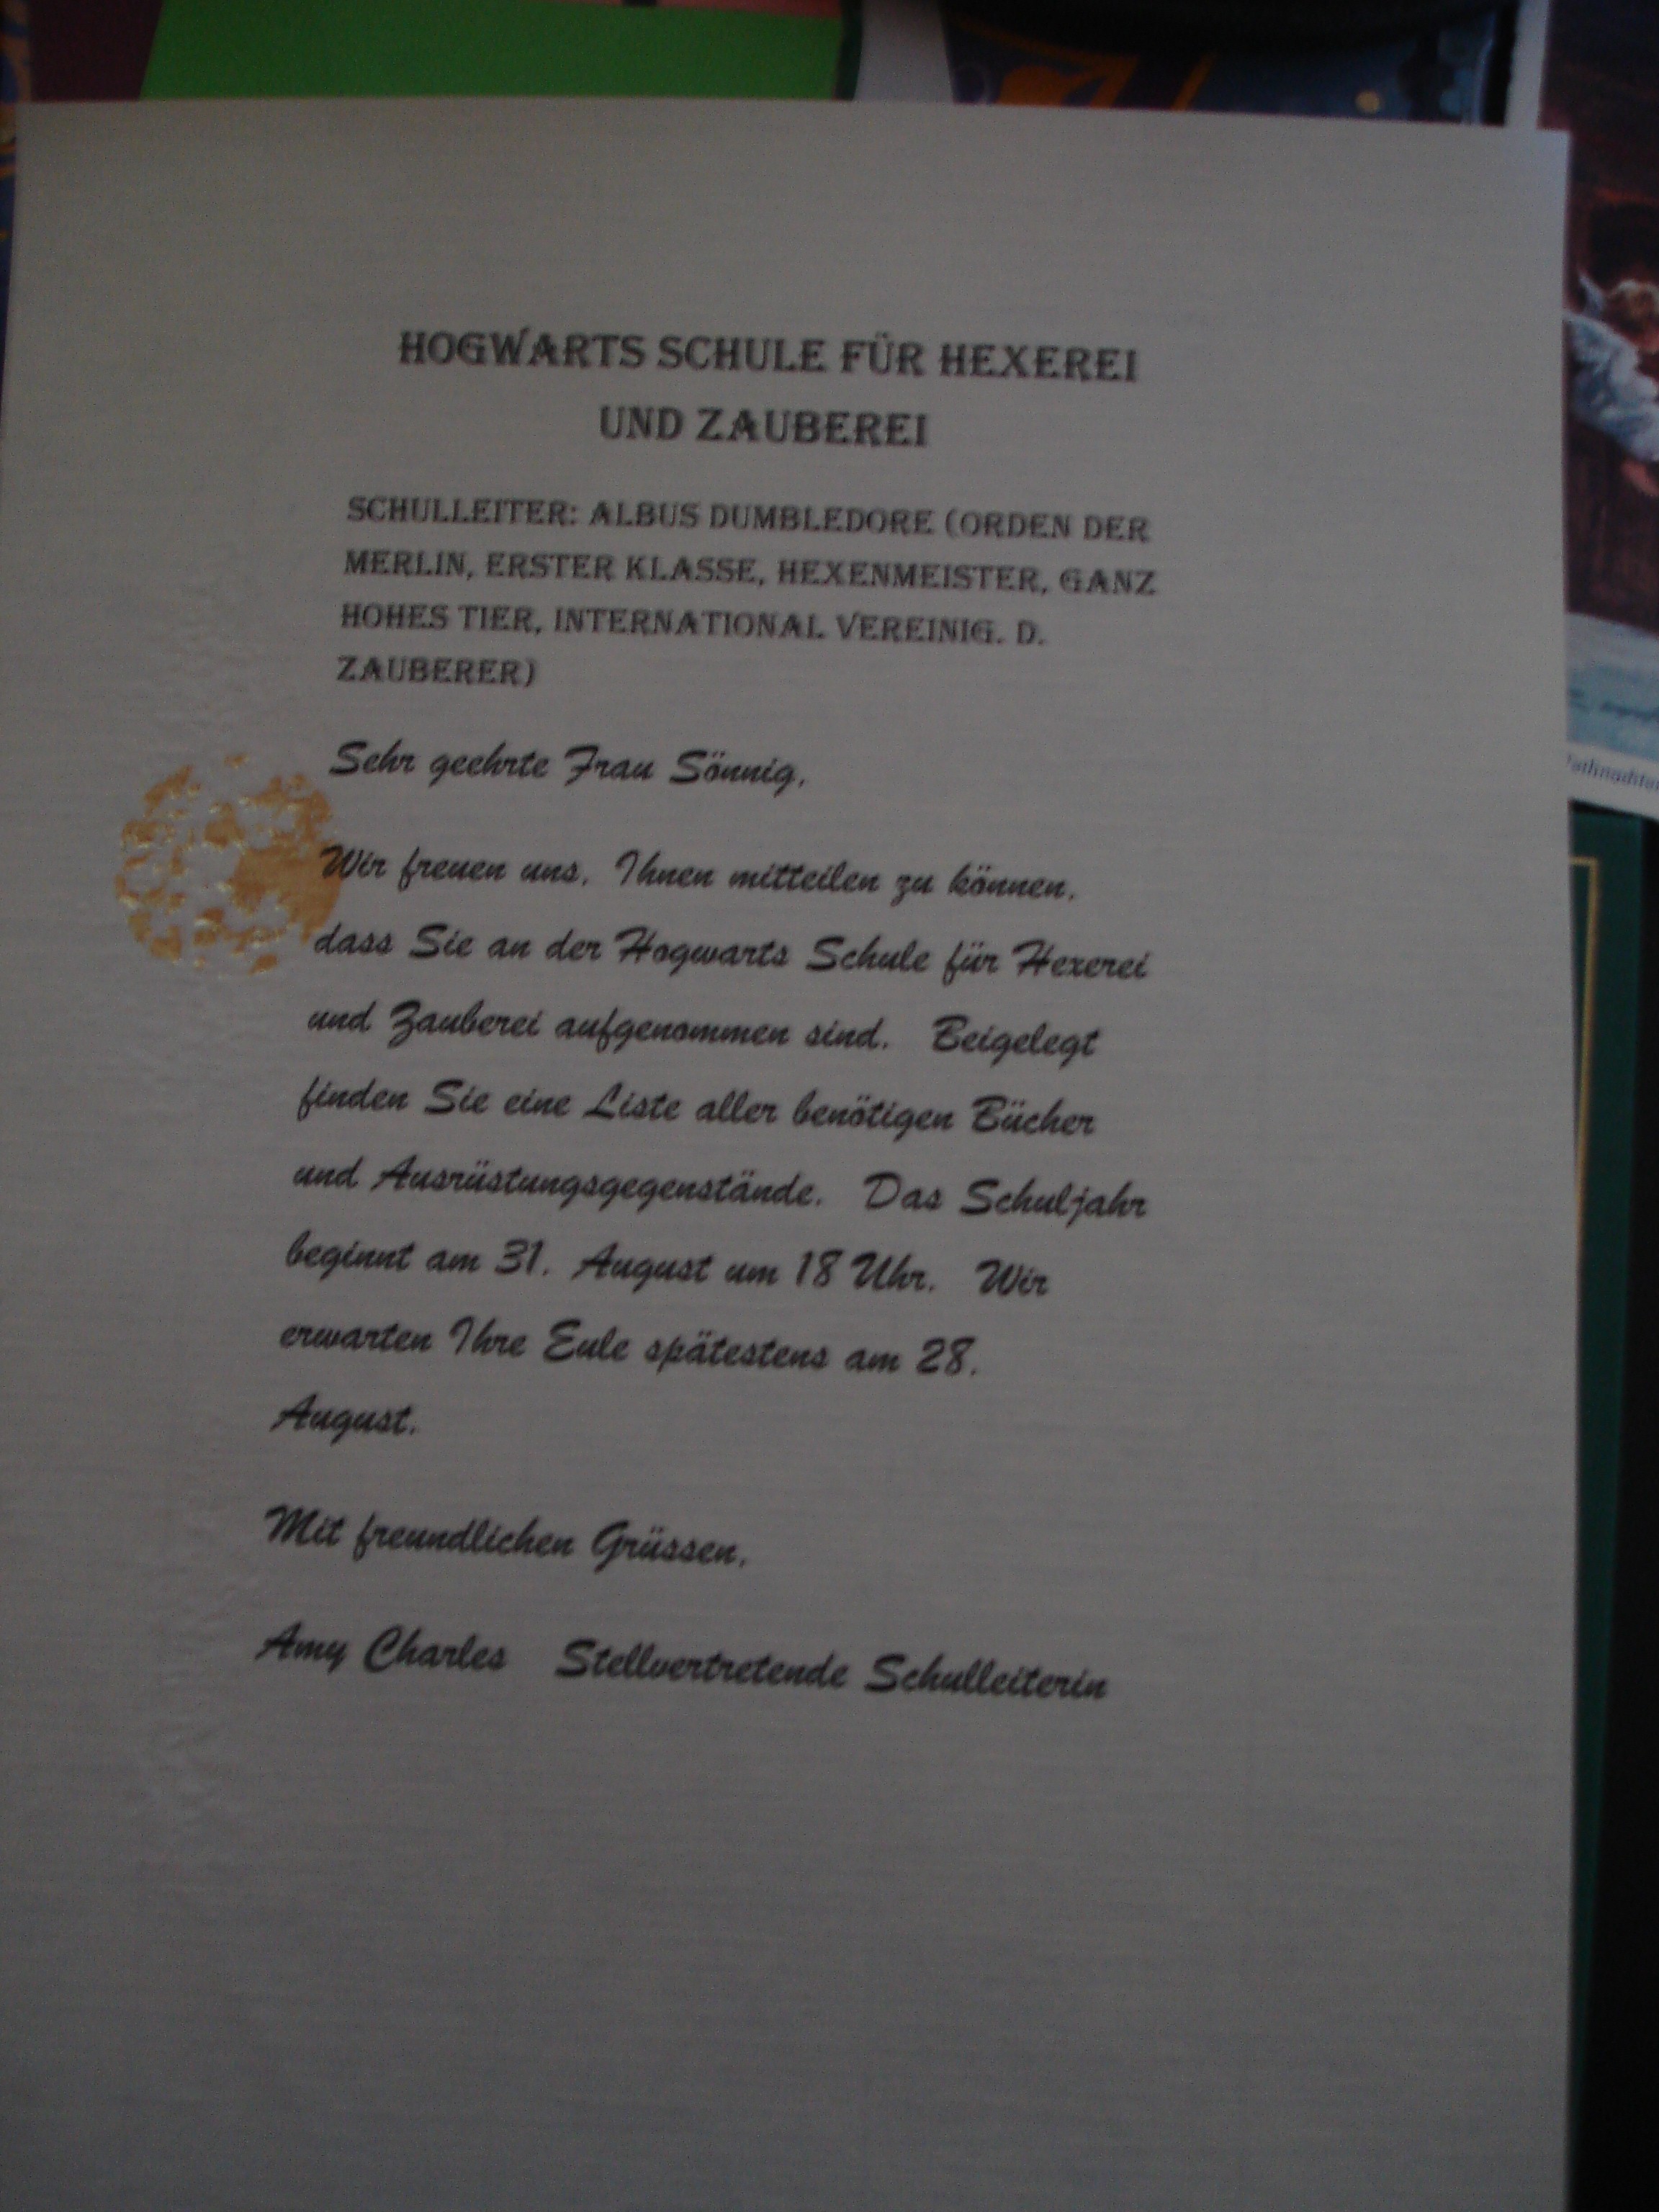 HOGWARTS SCHULE FÜR HEXEREI
UND ZAUBEREI
SCHULLEITER: ALBUS DUMBLEDORE (ORDEN DER
MERLIN, ERSTER KLASSE, HEXENMEISTER, GANZ
HOHES TIER, INTERNATIONAL VEREINIG. D.
ZAUBERER)
Sehr geehrte Frau Sönnig,
Wir freuen uns, Ihnen mitteilen zu können,
dass Sie an der Hogwarts Schule für Hexerei
und Zauberei aufgenommen sind. Beigelegt
finden Sie eine Liste aller benötigen Bücher
und Ausrüstungsgegenstände. Das Schuljahr
beginnt am 31. August um 18 Uhr. Wir
erwarten Ihre Eule spätestens am 28.
August.
Mit freundlichen Grüssen,
Amy Charles Stellvertretende Schulleiterin